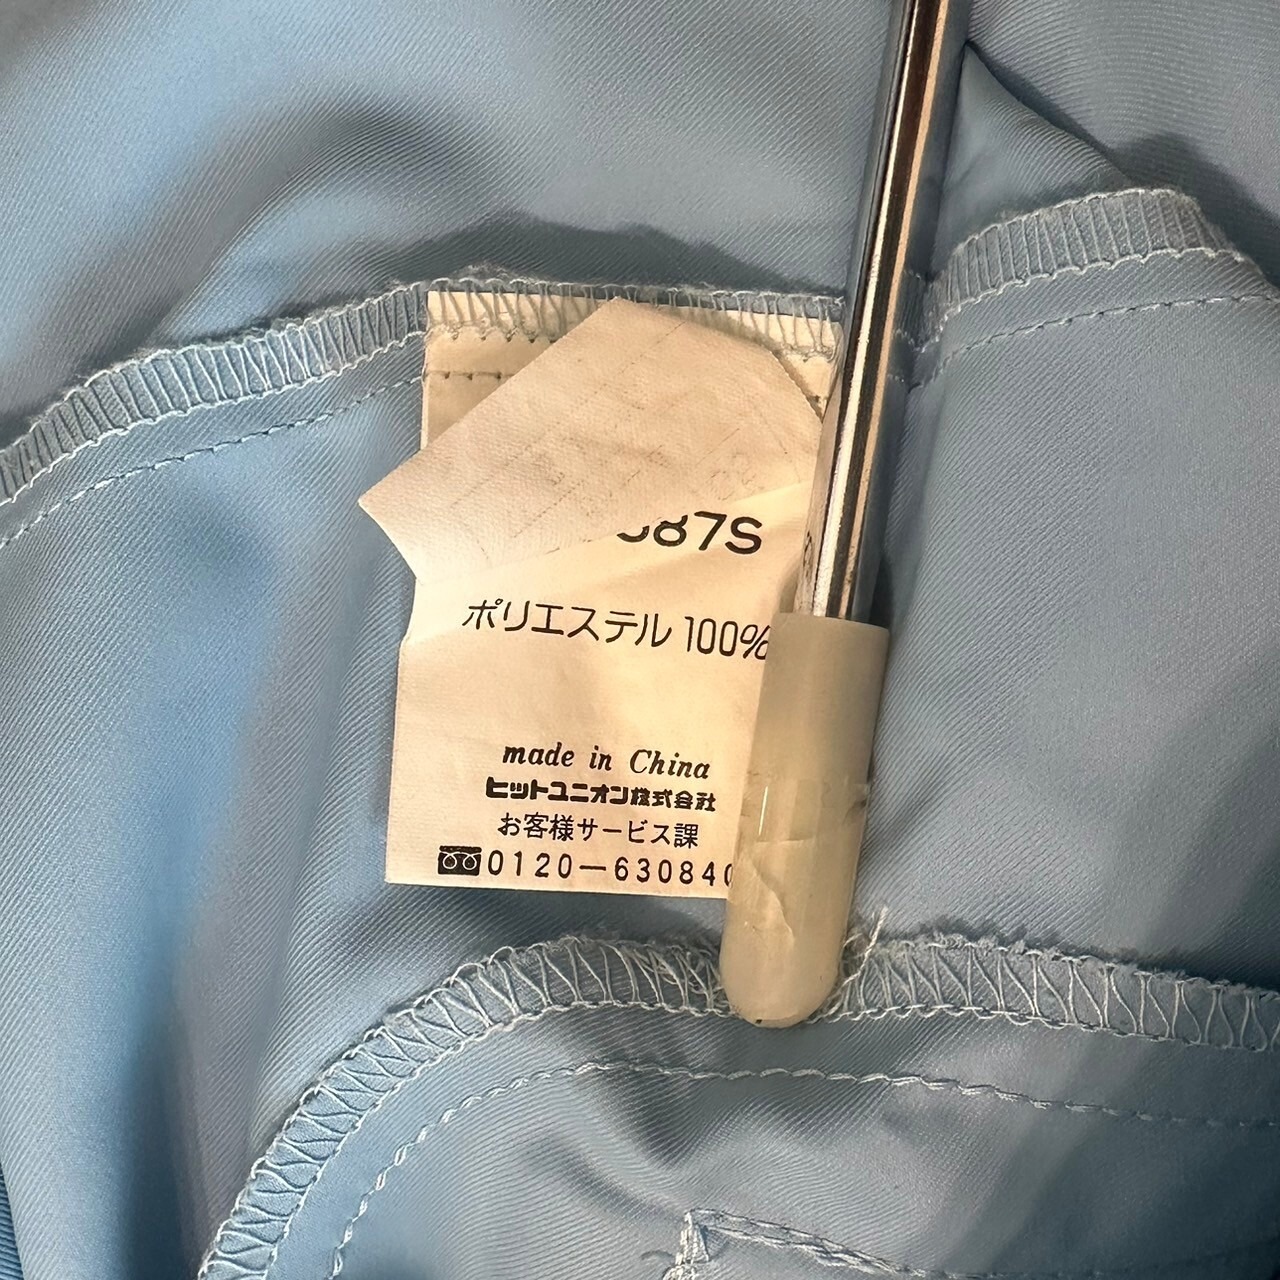 87S
ポリエステル 100%
made in China
ヒットユニオン株式会社
お客様サービス課
0120-630840